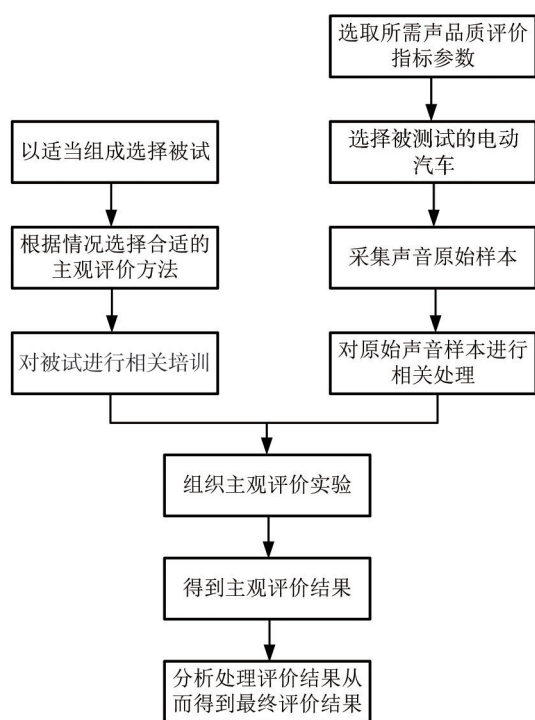 选取所需声品质评价
指标参数
以适当组成选择被试
选择被测试的电动
汽车
根据情况选择合适的
主观评价方法
采集声音原始样本
对被试进行相关培训
对原始声音样本进行
相关处理
组织主观评价实验
得到主观评价结果
分析处理评价结果从
而得到最终评价结果